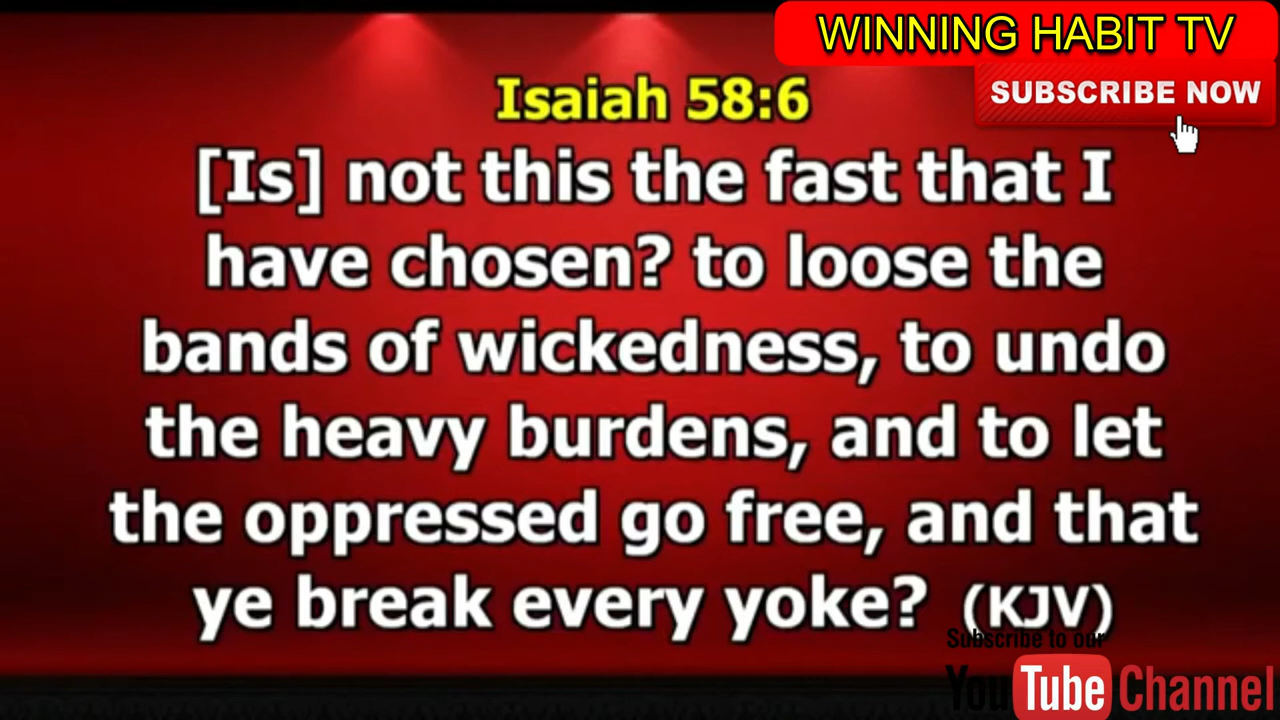 WINNING HABIT TV
SUBSCRIBE NOW
Isaiah 58:6
[Is] not this the fast that I
have chosen? to loose the
bands of wickedness, to undo
the heavy burdens, and to let
the oppressed go free, and that
ye break every yoke? (KJV)
Subscribe to our
YouTube Channel